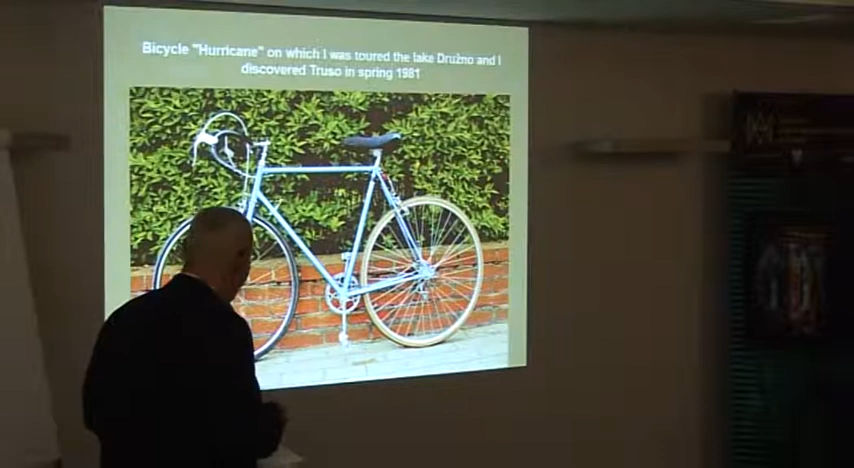 Bicycle "Hurricane" on which I was toured the lake Drużno and I
discovered Truso in spring 1981